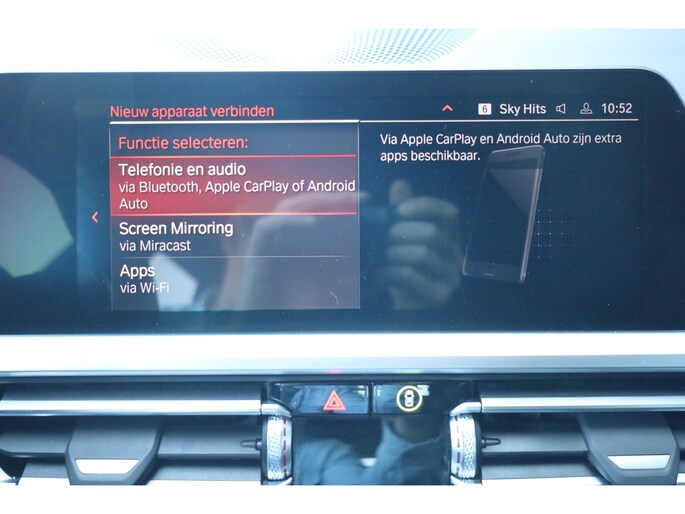 Nieuw apparaat verbinden
6 Sky Hits 10:52
Functie selecteren:
Telefonie en audio
via Bluetooth, Apple CarPlay of Android
Auto
Screen Mirroring
via Miracast
Apps
via Wi-Fi
Via Apple CarPlay en Android Auto zijn extra
apps beschikbaar.